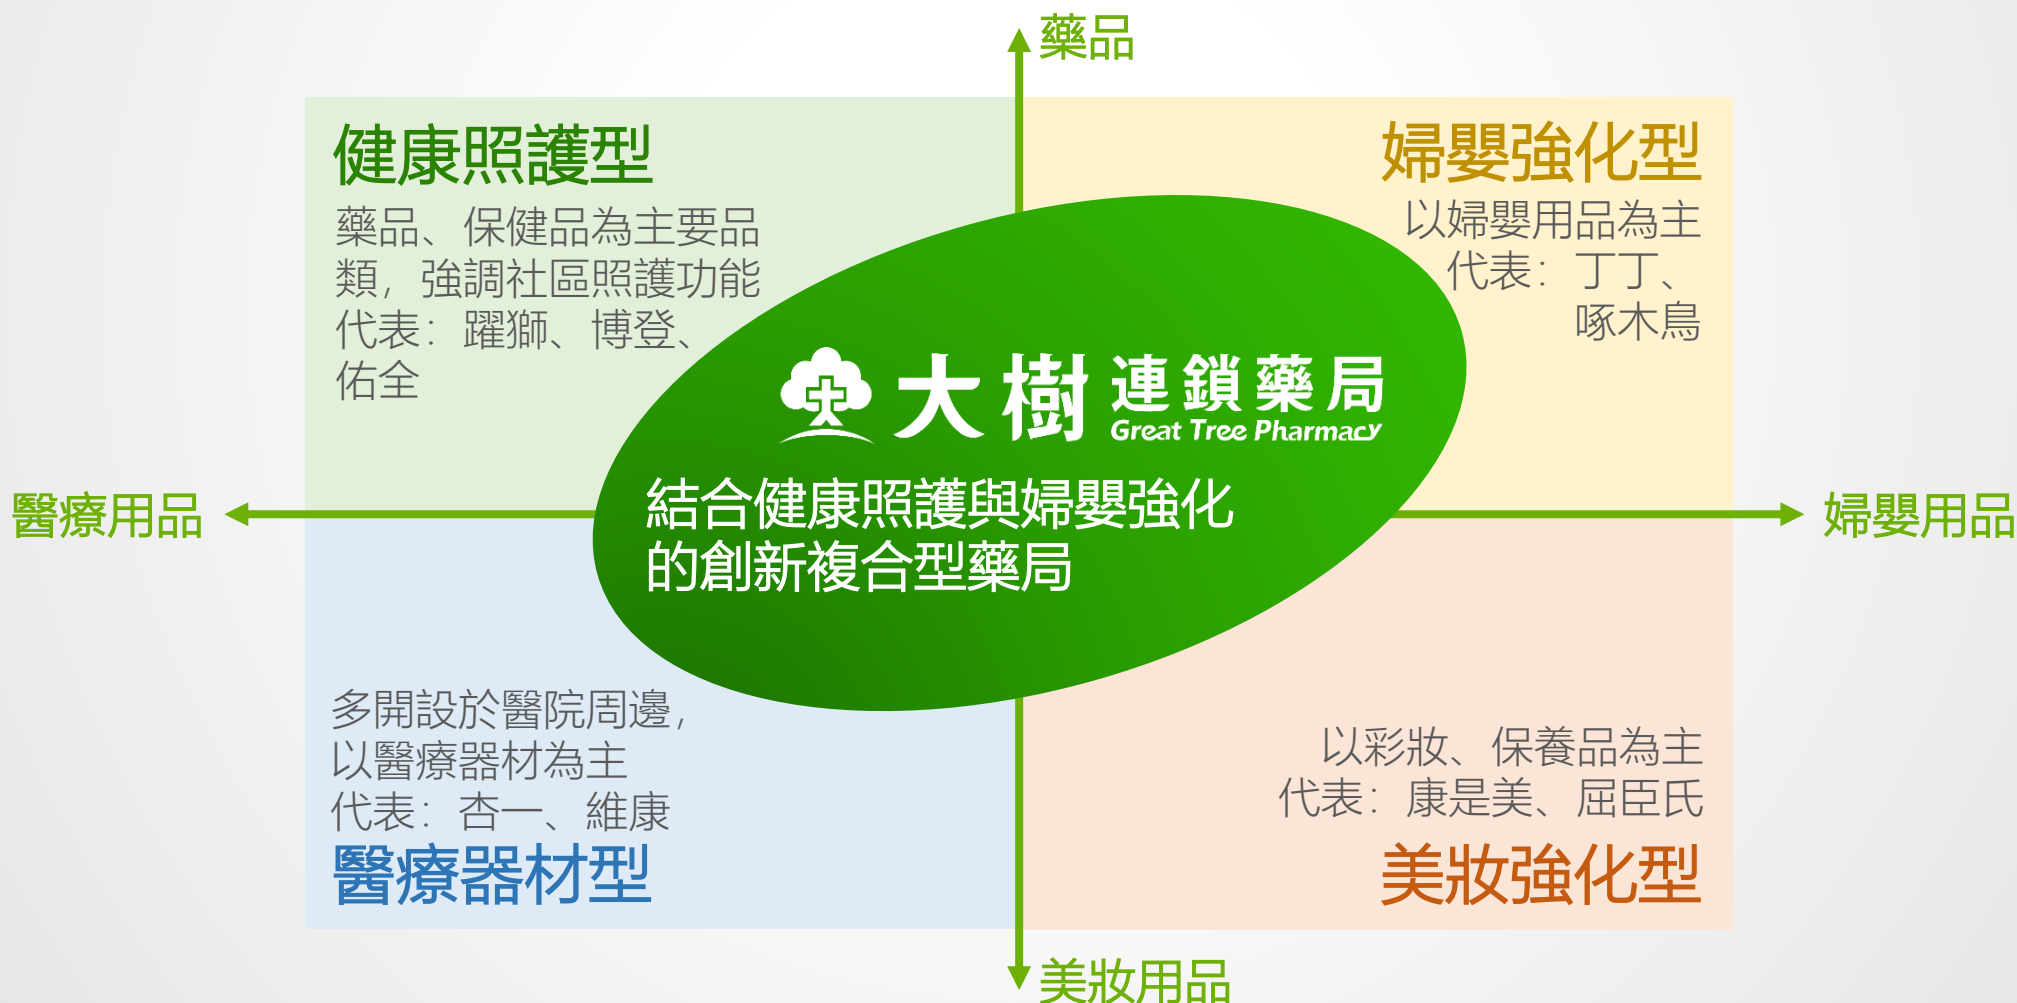 藥品
健康照護型
藥品、保健品為主要品
類，強調社區照護功能
代表：躍獅、博登、
佑全
婦嬰強化型
以婦嬰用品為主
代表：丁丁、
啄木鳥
大樹 連鎖藥局
Great Tree Pharmacy
結合健康照護與婦嬰強化
的創新複合型藥局
醫療用品
婦嬰用品
多開設於醫院周邊，
以醫療器材為主
代表：杏一、維康
醫療器材型
以彩妝、保養品為主
代表：康是美、屈臣氏
美妝強化型
美妝用品